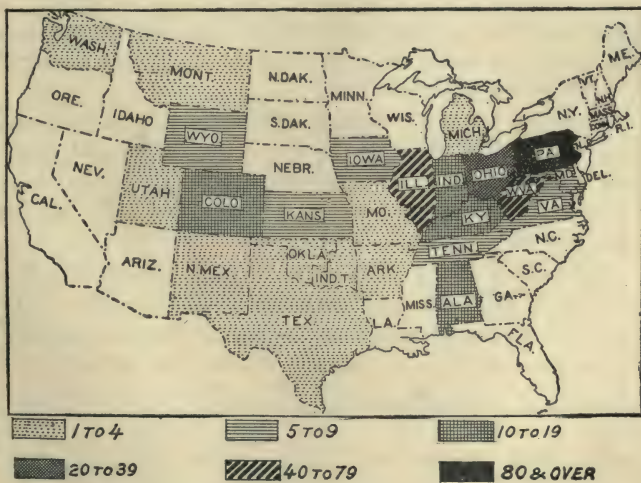 WASH.
MONT.
N.DAK.
MINN.
ME.
VT.
N.H.
ORE.
IDAHO
S.DAK.
WIS.
MICH.
N.Y.
MASS.
CONN.
R.I.
WYO
NEBR.
IOWA
PA
N.J.
NEV.
UTAH
COLO
ILL.
IND
OHIO
MD.
DEL.
CAL.
KANS
MO.
KY
W.VA
VA
ARIZ.
N.MEX
OKLA
IND.T.
ARK
TENN
N.C.
S.C.
TEX.
LA.
MISS.
ALA
GA.
FLA.
1 TO 4
5 TO 9
10 TO 19
20 TO 39
40 TO 79
80 & OVER